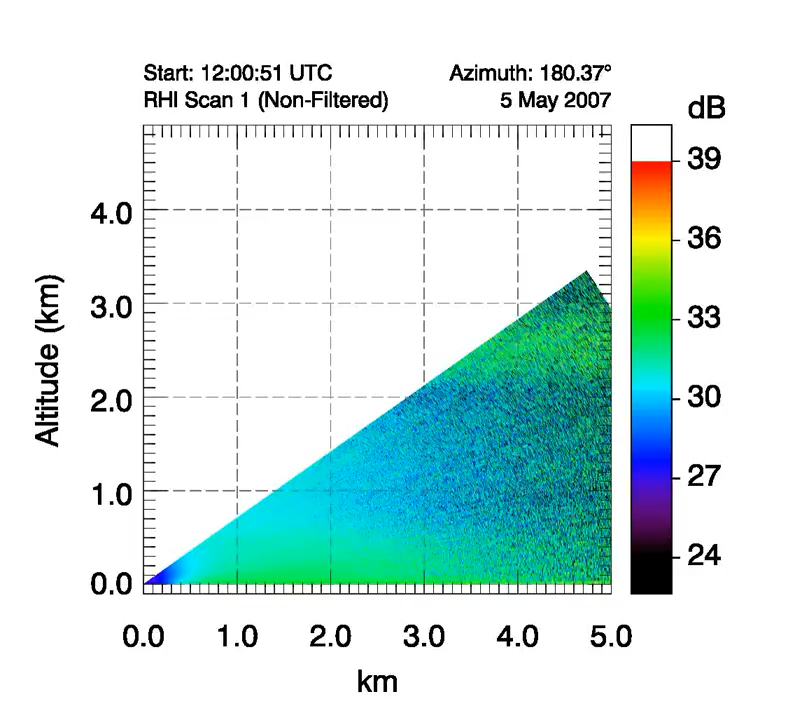 Start: 12:00:51 UTC
Azimuth: 180.37°
RHI Scan 1 (Non-Filtered)
5 May 2007
dB
39
36
33
30
27
24
Altitude (km)
4.0
3.0
2.0
1.0
0.0
0.0 1.0 2.0 3.0 4.0 5.0
km